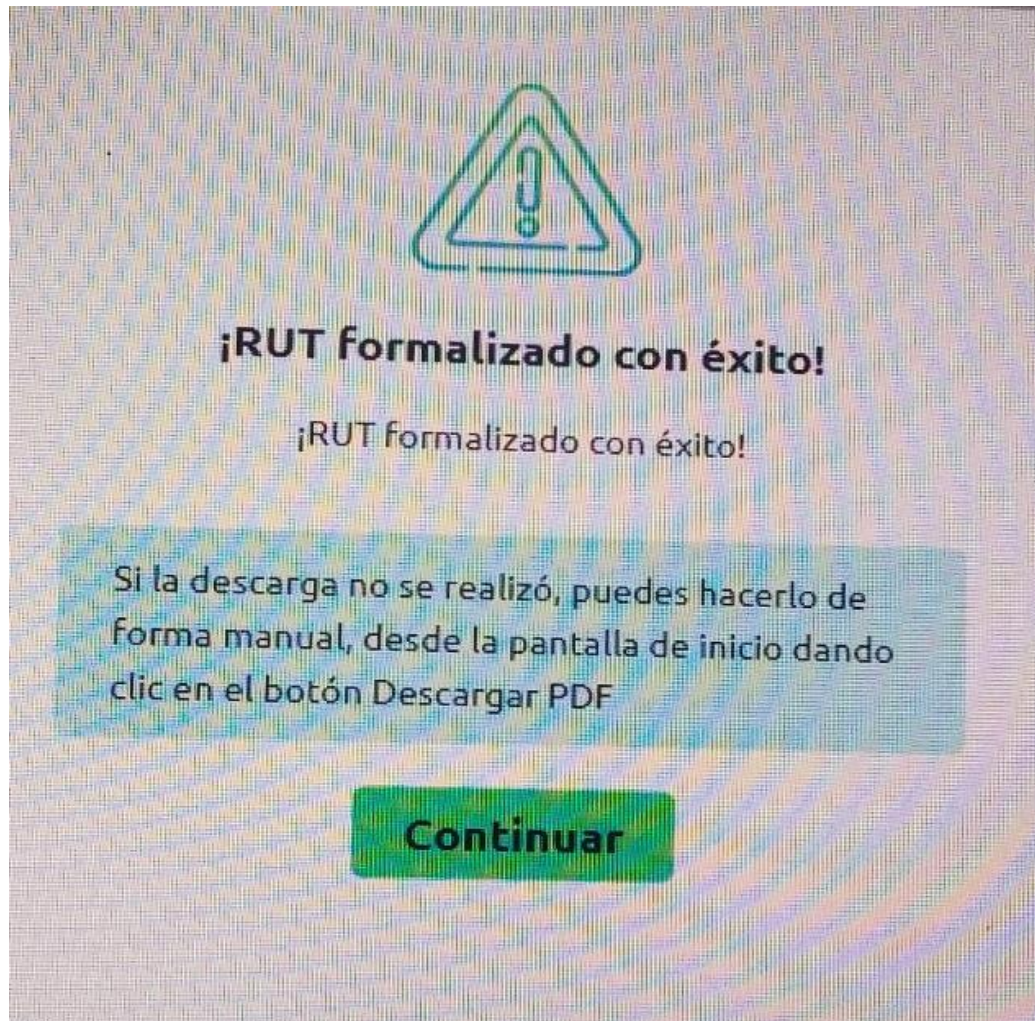 ¡RUT formalizado con éxito!
¡RUT formalizado con éxito!
Si la descarga no se realizó, puedes hacerlo de
forma manual, desde la pantalla de inicio dando
clic en el botón Descargar PDF
Continuar